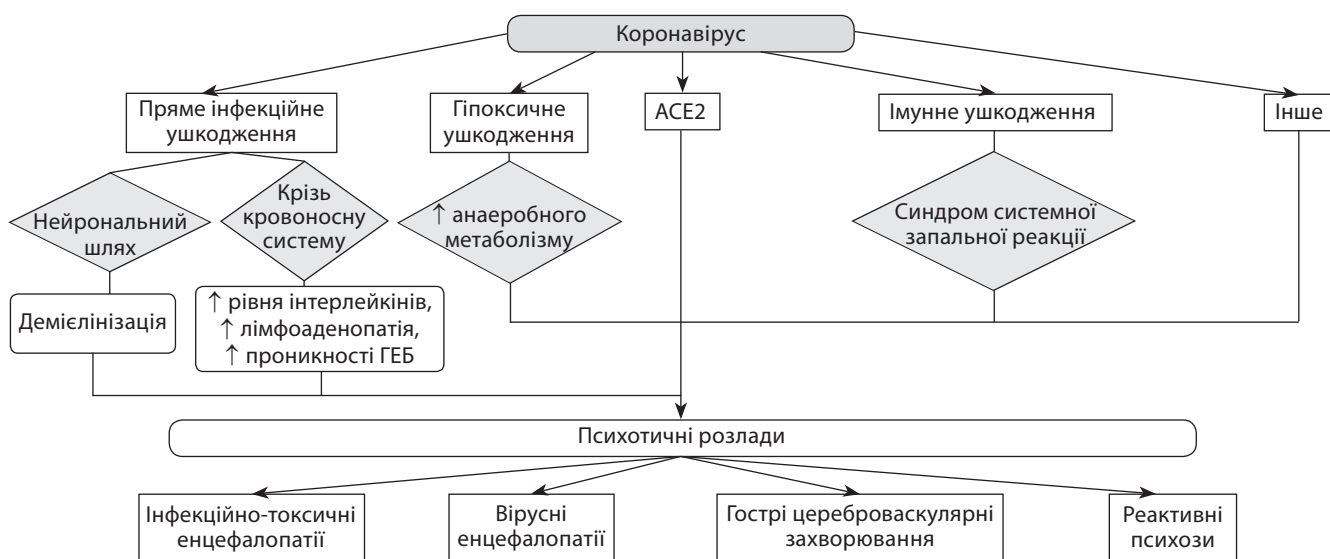 Коронавірус
Пряме інфекційне
ушкодження
Гіпоксичне
ушкодження
ACE2
Імунне ушкодження
Інше
Нейрональний
шлях
Крізь
кровоносну
систему
↑ анаеробного
метаболізму
Синдром системної
запальної реакції
Демієлінізація
↑ рівня інтерлейкінів,
↑ лімфоаденопатія,
↑ проникності ГЕБ
Психотичні розлади
Інфекційно-токсичні
енцефалопатії
Вірусні
енцефалопатії
Гострі цереброваскулярні
захворювання
Реактивні
психози